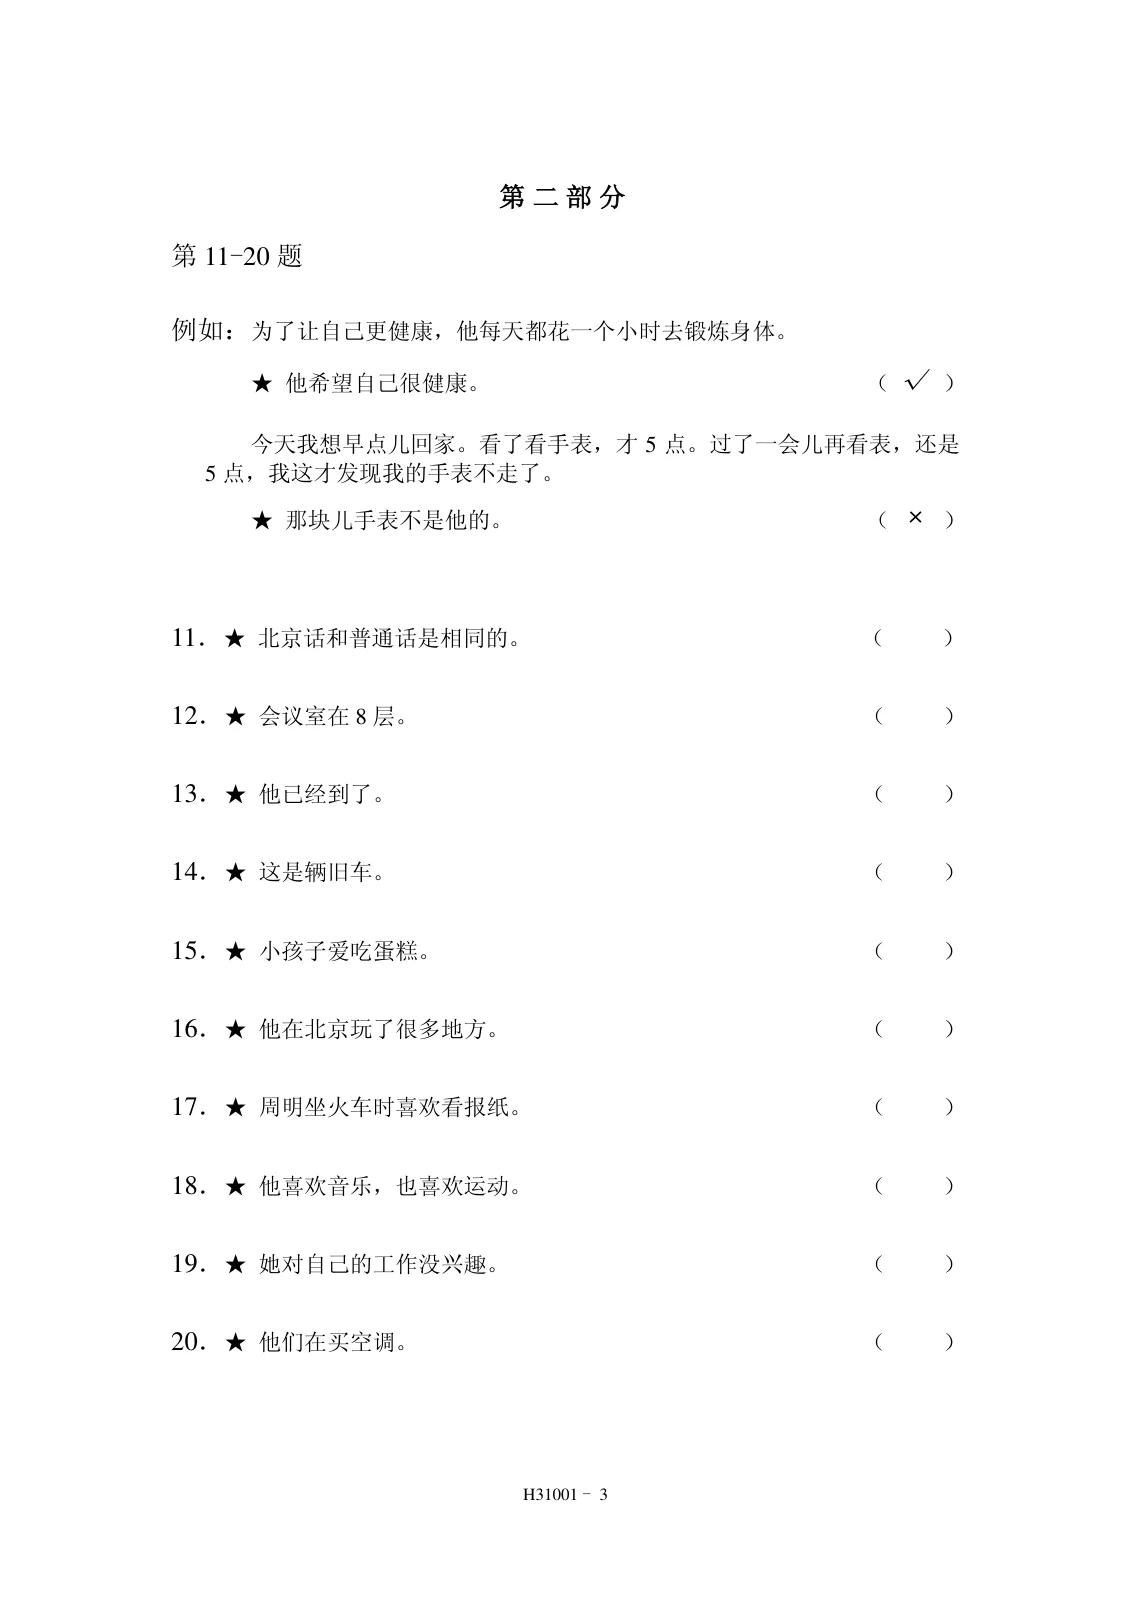 第二部分
第 11-20 题
例如：为了让自己更健康，他每天都花一个小时去锻炼身体。
★ 他希望自己很健康。 （ √ ）
今天我想早点儿回家。看了看手表，才 5 点。过了一会儿再看表，还是
5 点，我这才发现我的手表不走了。
★ 那块儿手表不是他的。 （ × ）
11．★ 北京话和普通话是相同的。 （ ）
12．★ 会议室在 8 层。 （ ）
13．★ 他已经到了。 （ ）
14．★ 这是辆旧车。 （ ）
15．★ 小孩子爱吃蛋糕。 （ ）
16．★ 他在北京玩了很多地方。 （ ）
17．★ 周明坐火车时喜欢看报纸。 （ ）
18．★ 他喜欢音乐，也喜欢运动。 （ ）
19．★ 她对自己的工作没兴趣。 （ ）
20．★ 他们在买空调。 （ ）
H31001 - 3